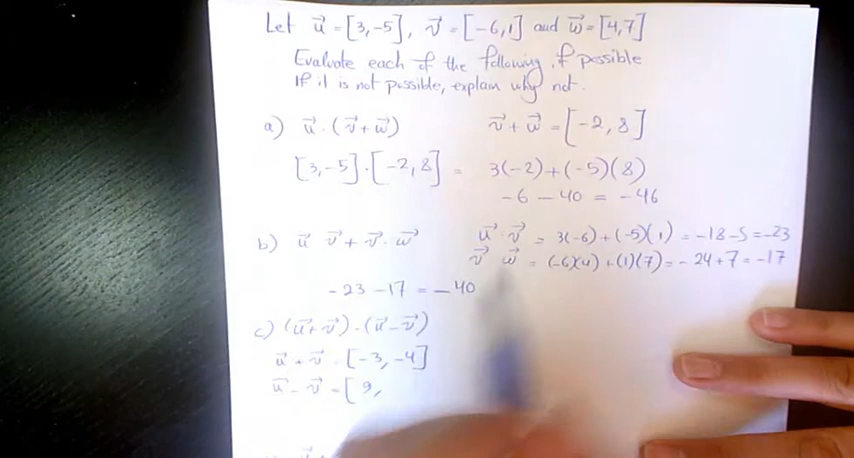 Let u⃗ = [3,-5], v⃗ = [-6,1] and w⃗ = [4,7]
Evaluate each of the following if possible
If it is not possible, explain why not.
a) u⃗ · (v⃗ + w⃗) v⃗ + w⃗ = [-2, 8]
[3,-5] · [-2,8] = 3(-2) + (-5)(8)
-6 - 40 = -46
b) u⃗ v⃗ + v⃗ · w⃗ u⃗ · v⃗ = 3(-6) + (-5)(1) = -18-5 = -23
v⃗ w⃗ = (-6)(4) + (1)(7) = -24+7 = -17
-23 -17 = -40
c) (u⃗+v⃗) · (u⃗-v⃗)
u⃗ + v⃗ = [-3, -4]
u⃗ - v⃗ = [9,